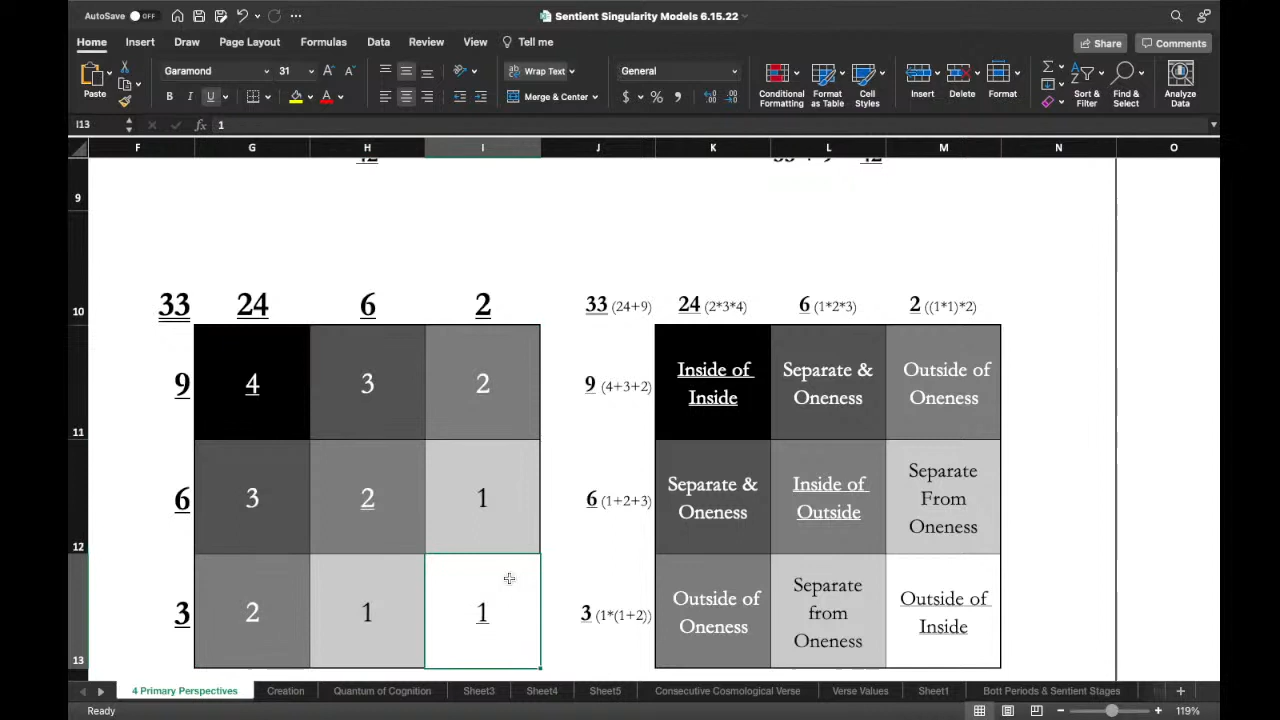 AutoSave OFF
Sentient Singularity Models 6.15.22
Home Insert Draw Page Layout Formulas Data Review View Tell me
Share Comments
Paste
Garamond 31
B I U
Wrap Text
Merge & Center
General
Conditional Formatting
Format as Table
Cell Styles
Insert Delete Format
Sort & Filter
Find & Select
Analyze Data
I13 fx 1
F G H I J K L M N O
9
10 33 24 6 2 33 (24+9) 24 (2*3*4) 6 (1*2*3) 2 ((1*1)*2)
9 4 3 2 9 (4+3+2)
Inside of Inside
Separate & Oneness
Outside of Oneness
11
6 3 2 1 6 (1+2+3)
Separate & Oneness
Inside of Outside
Separate From Oneness
12
3 2 1 1 3 (1*(1+2))
Outside of Oneness
Separate from Oneness
Outside of Inside
13
4 Primary Perspectives Creation Quantum of Cognition Sheet3 Sheet4 Sheet5 Consecutive Cosmological Verse Verse Values Sheet1 Bott Periods & Sentient Stages
Ready 119%